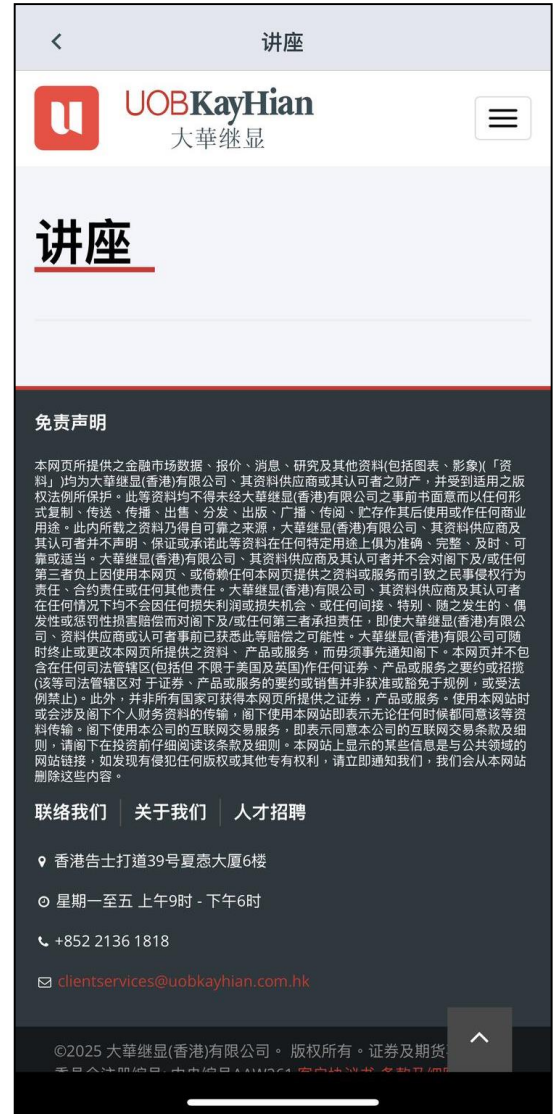 讲座
u
UOBKayHian
大華继显
讲座
免责声明
本网页所提供之金融市场数据、报价、消息、研究及其他资料(包括图表、影象)(「资
料」)均为大華继显(香港)有限公司、其资料供应商或其认可者之财产，并受到适用之版
权法例所保护。此等资料均不得未经大華继显(香港)有限公司之事前书面意而以任何形
式复制、传送、传播、出售、分发、出版、广播、传阅、贮存作其后使用或作任何商业
用途。此内所载之资料乃得自可靠之来源，大華继显(香港)有限公司、其资料供应商及
其认可者并不声明、保证或承诺此等资料在任何特定用途上俱为准确、完整、及时、可
靠或适当。大華继显(香港)有限公司、其资料供应商及其认可者并不会对阁下及/或任何
第三者负上因使用本网页、或倚赖任何本网页提供之资料或服务而引致之民事侵权行为
责任、合约责任或任何其他责任。大華继显(香港)有限公司、其资料供应商及其认可者
在任何情况下均不会因任何损失利润或损失机会、或任何间接、特别、随之发生的、偶
发性或惩罚性损害赔偿而对阁下及/或任何第三者承担责任，即使大華继显(香港)有限公
司、资料供应商或认可者事前已获悉此等赔偿之可能性。大華继显(香港)有限公司可随
时终止或更改本网页之资料、 产品或服务，而毋须事先通知阁下。本网页并不包
含在任何司法管辖区(包括但 不限于美国及英国)作任何证券、产品或服务之要约或招揽
(该等司法管辖区对 于证券、产品或服务的要约或销售并非获准或豁免于规例，或受法
例禁止)。此外，并非所有国家可获得本网页所提供之证券，产品或服务。使用本网站时
或会涉及阁下个人财务资料的传输，阁下使用本网站即表示无论任何时候都同意该等资
料传输。阁下使用本公司的互联网交易服务，即表示同意本公司的互联网交易条款及细
则，请阁下在投资前仔细阅读该条款及细则。本网站上显示的某些信息是与公共领域的
网站链接，如发现有侵犯任何版权或其他专有权利，请立即通知我们，我们会从本网站
删除这些内容。
联络我们 关于我们 人才招聘
香港告士打道39号夏悫大厦6楼
星期一至五 上午9时 - 下午6时
+852 2136 1818
clientservices@uobkayhian.com.hk
©2025 大華继显(香港)有限公司。 版权所有。证券及期货